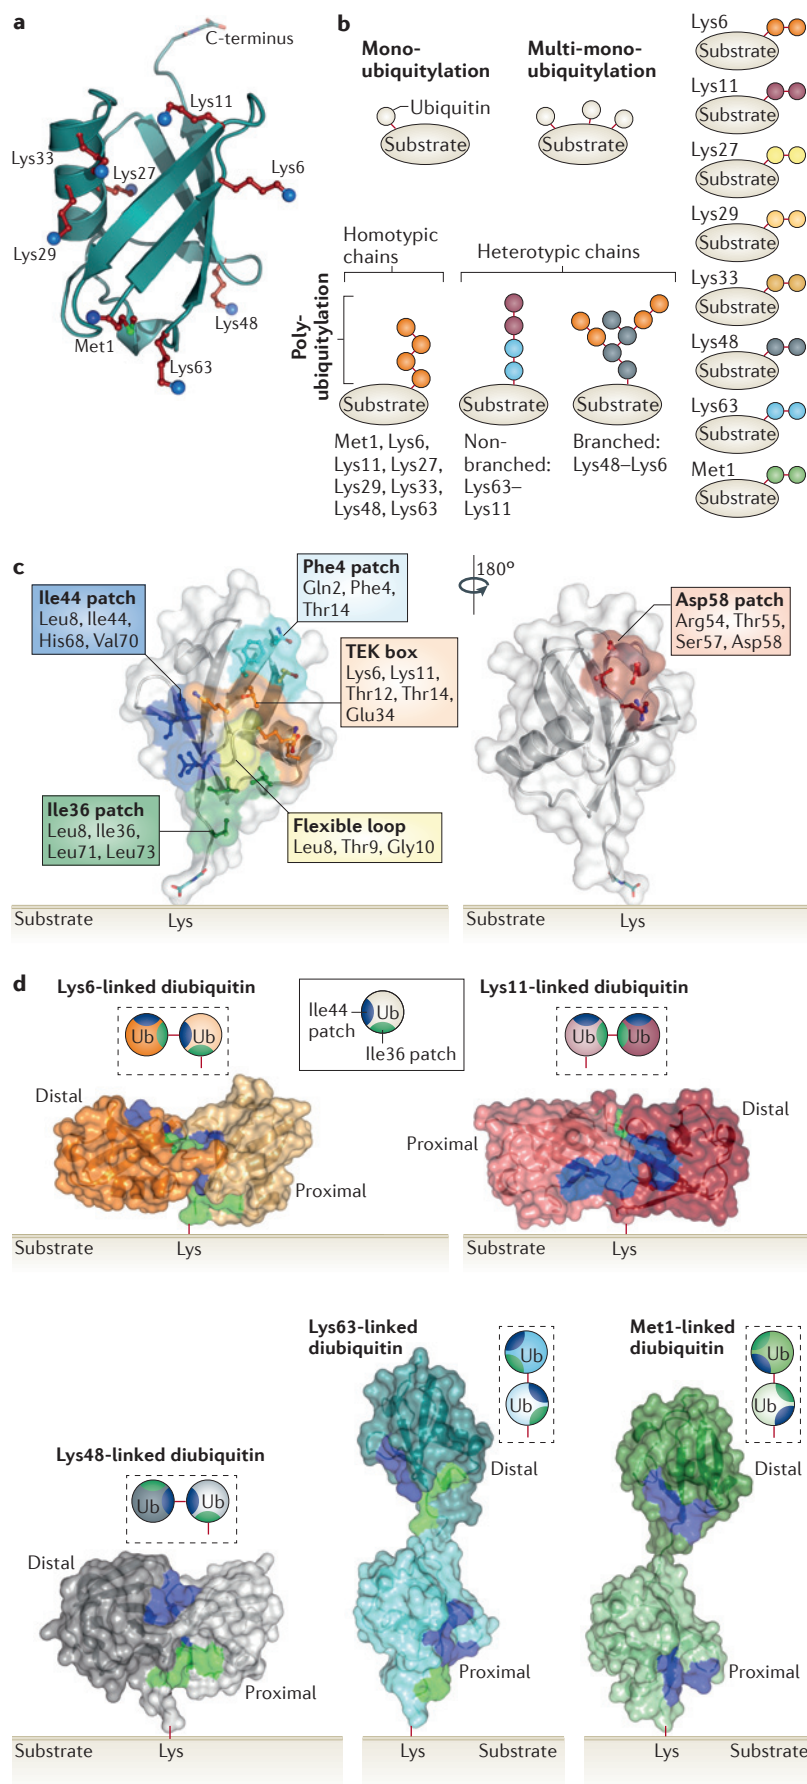 a
C-terminus
Lys11
Lys33
Lys27
Lys6
Lys29
Lys48
Met1
Lys63
b
Mono-
ubiquitylation
Ubiquitin
Substrate
Multi-mono-
ubiquitylation
Substrate
Homotypic
chains
Heterotypic chains
Poly-
ubiquitylation
Substrate
Substrate
Substrate
Met1, Lys6,
Lys11, Lys27,
Lys29, Lys33,
Lys48, Lys63
Non-
branched:
Lys63–
Lys11
Branched:
Lys48–Lys6
Lys6
Substrate
Lys11
Substrate
Lys27
Substrate
Lys29
Substrate
Lys33
Substrate
Lys48
Substrate
Lys63
Substrate
Met1
Substrate
c
Ile44 patch
Leu8, Ile44,
His68, Val70
Phe4 patch
Gln2, Phe4,
Thr14
TEK box
Lys6, Lys11,
Thr12, Thr14,
Glu34
Ile36 patch
Leu8, Ile36,
Leu71, Leu73
Flexible loop
Leu8, Thr9, Gly10
Substrate
Lys
180°
Asp58 patch
Arg54, Thr55,
Ser57, Asp58
Substrate
Lys
d
Lys6-linked diubiquitin
Ub
Ub
Distal
Proximal
Substrate
Lys
Ile44
patch
Ub
Ile36 patch
Lys11-linked diubiquitin
Ub
Ub
Distal
Proximal
Substrate
Lys
Lys48-linked diubiquitin
Ub
Ub
Distal
Proximal
Substrate
Lys
Lys63-linked
diubiquitin
Ub
Ub
Distal
Proximal
Lys
Substrate
Met1-linked
diubiquitin
Ub
Ub
Distal
Proximal
Lys
Substrate